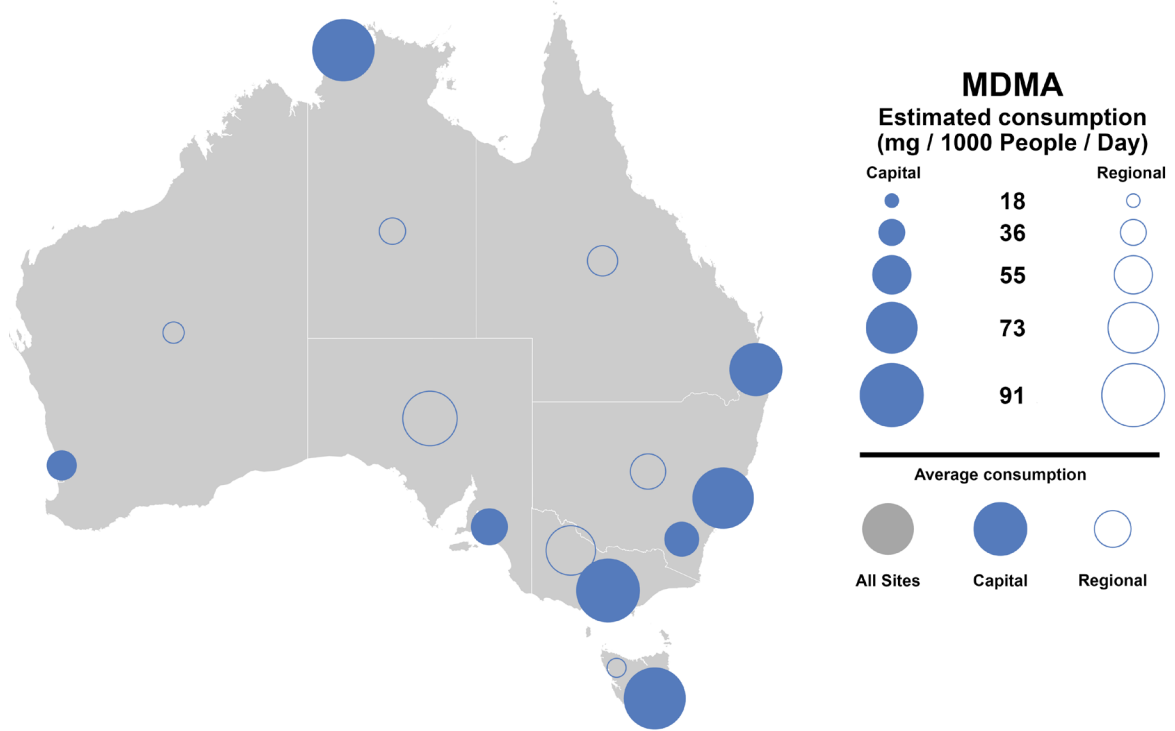 MDMA
Estimated consumption
(mg / 1000 People / Day)
Capital Regional
18
36
55
73
91
Average consumption
All Sites Capital Regional